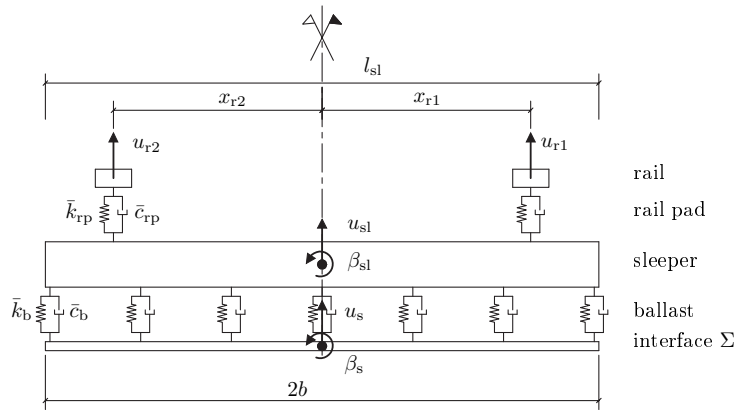 l_sl
x_r2 x_r1
u_r2 u_r1
rail
k̄_rp c̄_rp rail pad
u_sl
β_sl sleeper
k̄_b c̄_b u_s ballast
interface Σ
β_s
2b